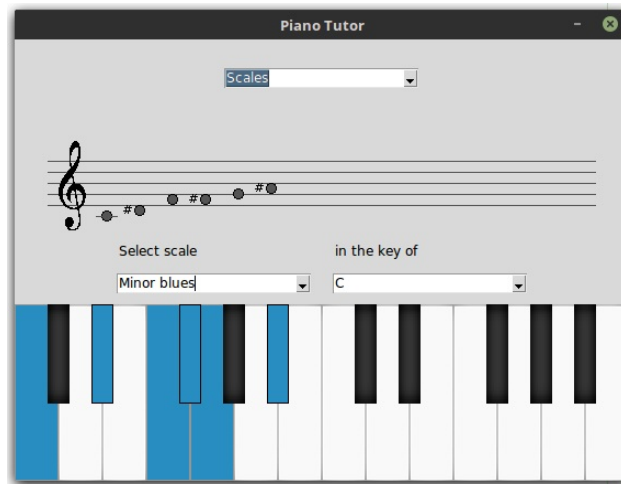 Piano Tutor
Scales
# # #
Select scale
in the key of
Minor blues
C